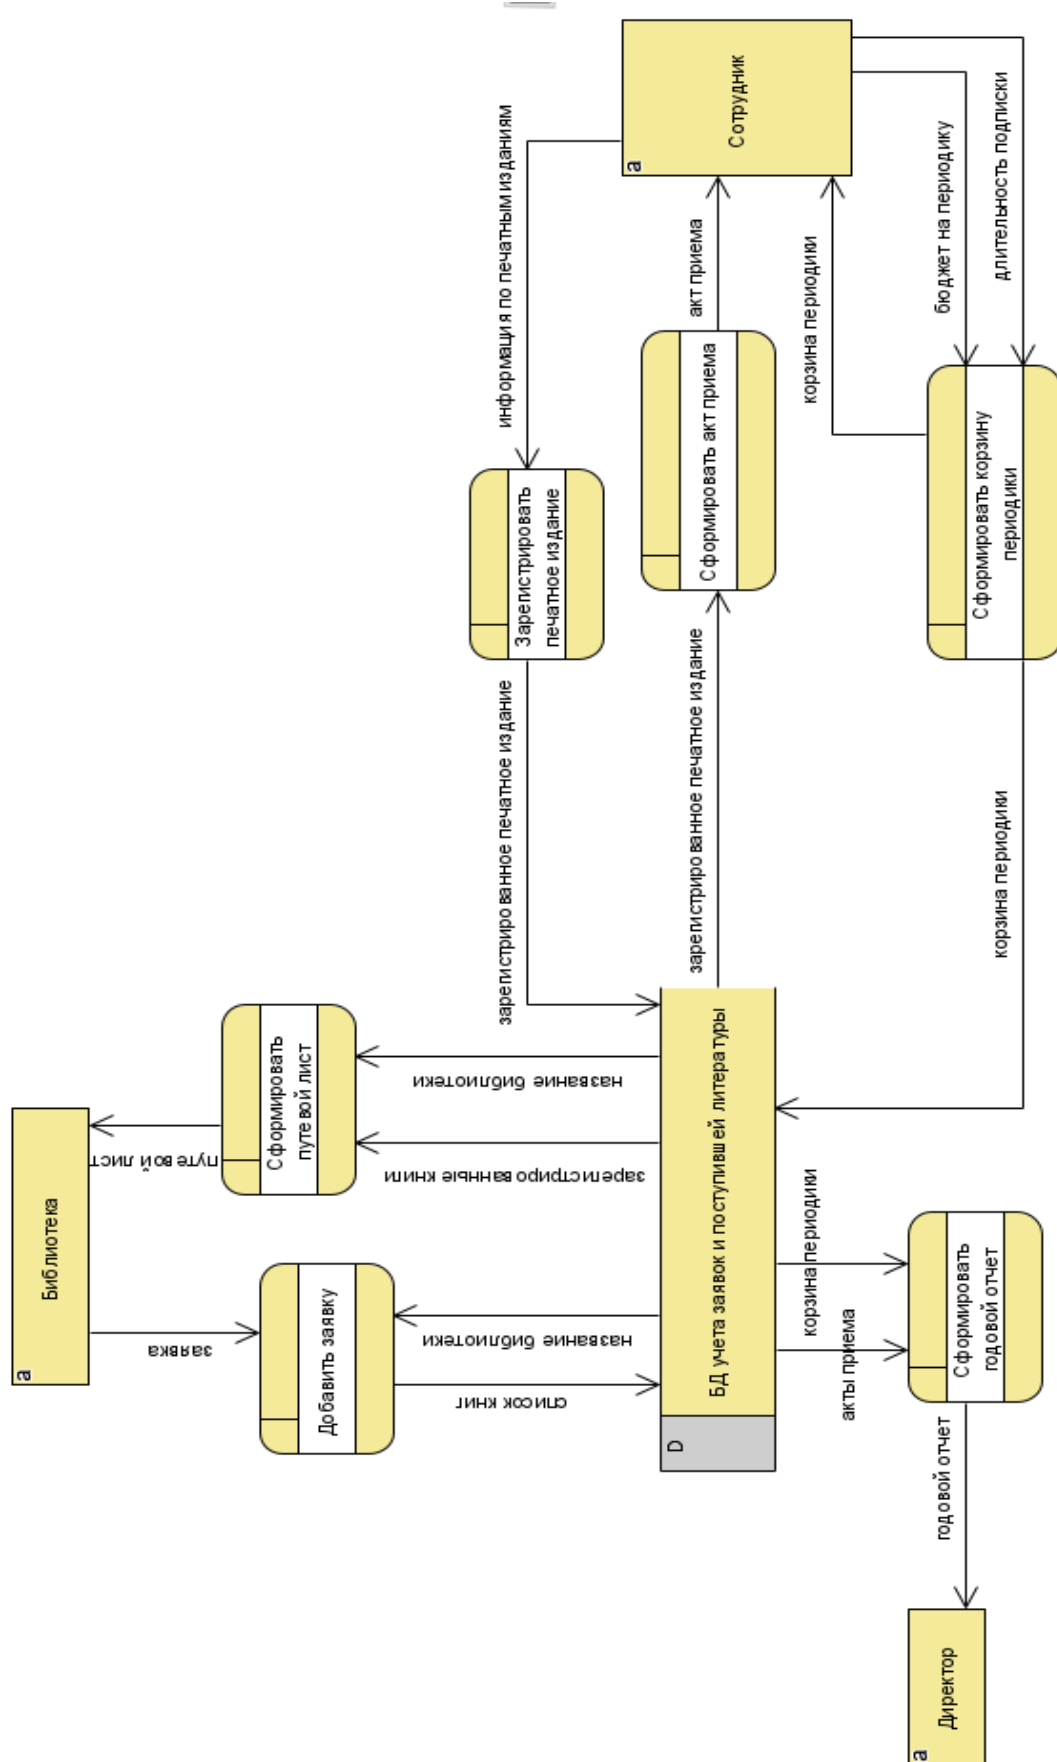 a
Библиотека
заявка
путевой лист
Добавить заявку
Сформировать
путевой лист
список книг
название библиотеки
зарегистрированные книги
название библиотеки
зарегистрированное печатное издание
Зарегистрировать
печатное издание
информация по печатным изданиям
a
Сотрудник
D
БД учета заявок и поступившей литературы
зарегистрированное печатное издание
Сформировать акт приема
акт приема
корзина периодики
бюджет на периодику
длительность подписки
Сформировать корзину
периодики
корзина периодики
акты приема
корзина периодики
Сформировать
годовой отчет
годовой отчет
a
Директор